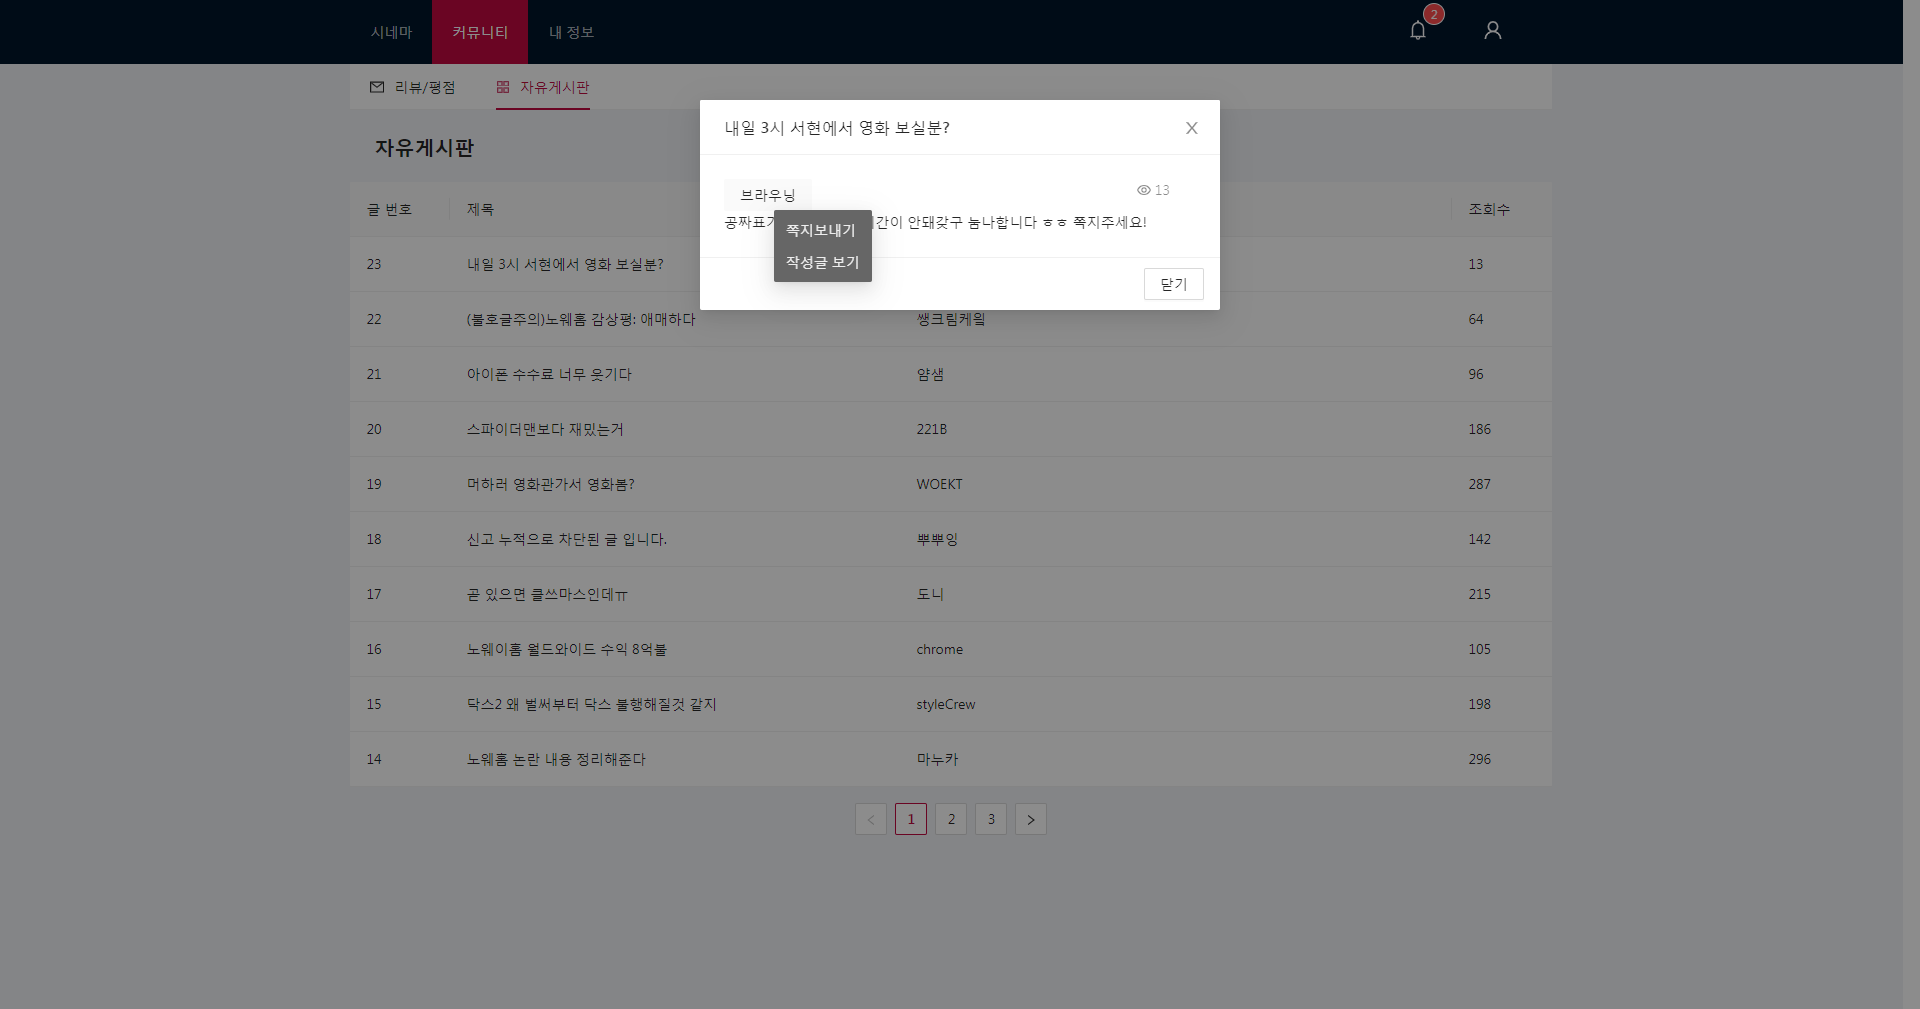 시네마 커뮤니티 내 정보 2
리뷰/평점 자유게시판
자유게시판
내일 3시 서현에서 영화 보실분?
브라우닝 13
간이 안돼갖구 눔나합니다 ㅎㅎ 쪽지주세요!
쪽지보내기
작성글 보기
닫기
글 번호 제목 조회수
23 내일 3시 서현에서 영화 보실분? 13
22 (불호글주의)노웨홈 감상평: 애매하다 쌩크림케잌 64
21 아이폰 수수료 너무 웃기다 얌샘 96
20 스파이더맨보다 재밌는거 221B 186
19 머하러 영화관가서 영화봄? WOEKT 287
18 신고 누적으로 차단된 글 입니다. 뿌뿌잉 142
17 곧 있으면 클쓰마스인데ㅠ 도니 215
16 노웨이홈 월드와이드 수익 8억불 chrome 105
15 닥스2 왜 벌써부터 닥스 불행해질것 같지 styleCrew 198
14 노웨홈 논란 내용 정리해준다 마누카 296
< 1 2 3 >